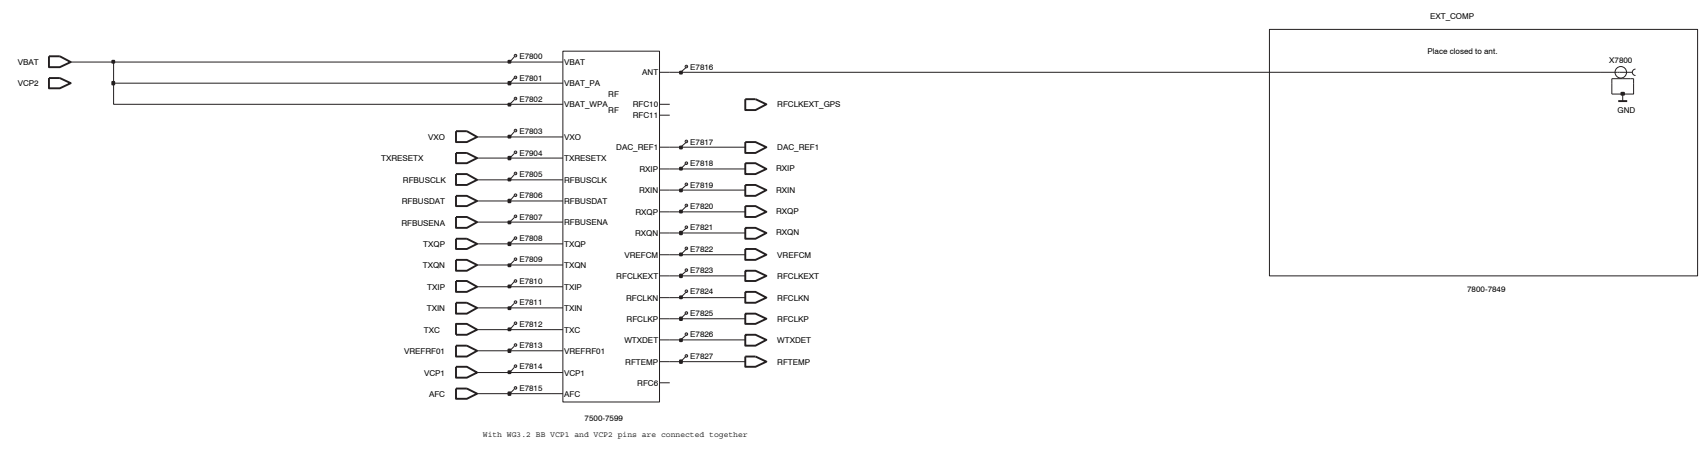 EXT_COMP
Place closed to ant.
X7800
GND
7800-7849
VBAT E7800 VBAT
VCP2 E7801 VBAT_PA
E7802 VBAT_WPA
RF
RF
VXO E7803 VXO
TXRESETX E7904 TXRESETX
RFBUSCLK E7805 RFBUSCLK
RFBUSDAT E7806 RFBUSDAT
RFBUSENA E7807 RFBUSENA
TXQP E7808 TXQP
TXQN E7809 TXQN
TXIP E7810 TXIP
TXIN E7811 TXIN
TXC E7812 TXC
VREFRF01 E7813 VREFRF01
VCP1 E7814 VCP1
AFC E7815 AFC
ANT E7816
RFC10 RFCLKEXT_GPS
RFC11
DAC_REF1 E7817 DAC_REF1
RXIP E7818 RXIP
RXIN E7819 RXIN
RXQP E7820 RXQP
RXQN E7821 RXQN
VREFCM E7822 VREFCM
RFCLKEXT E7823 RFCLKEXT
RFCLKN E7824 RFCLKN
RFCLKP E7825 RFCLKP
WTXDET E7826 WTXDET
RFTEMP E7827 RFTEMP
RFC6
7500-7599
With WG3.2 BB VCP1 and VCP2 pins are connected together